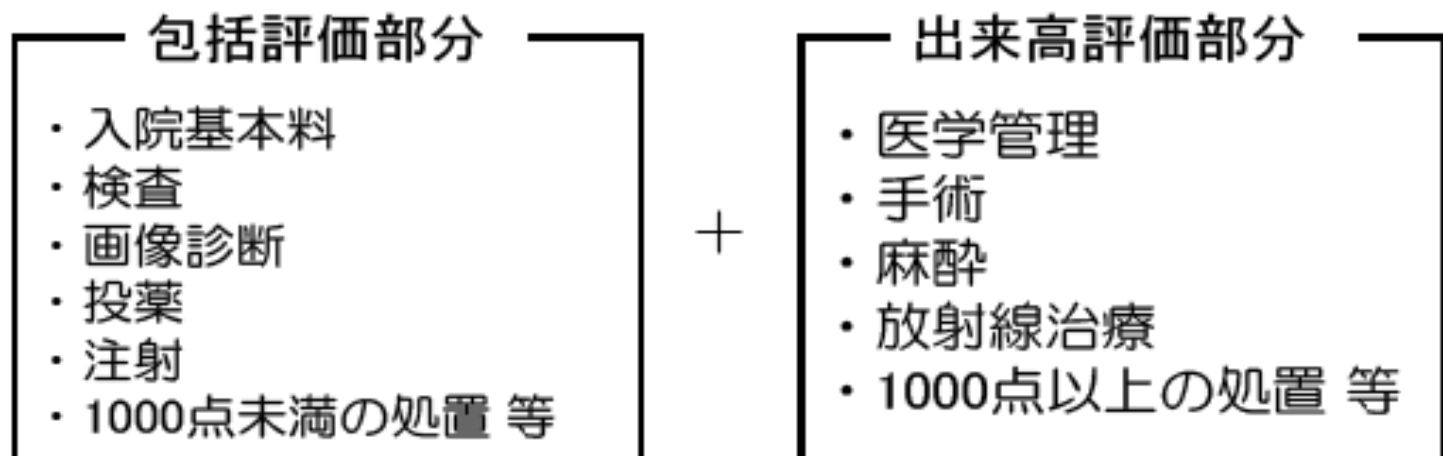 包括評価部分
・入院基本料
・検査
・画像診断
・投薬
・注射
・1000点未満の処置 等
＋
出来高評価部分
・医学管理
・手術
・麻酔
・放射線治療
・1000点以上の処置 等